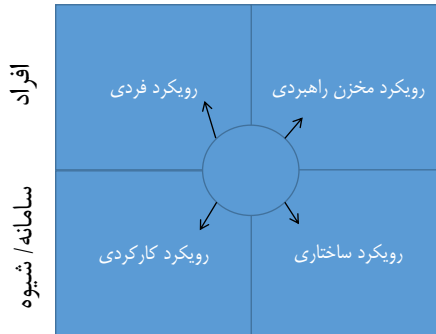 افراد
رویکرد مخزن راهبردی
رویکرد فردی
سامانه/ شیوه
رویکرد ساختاری
رویکرد کارکردی